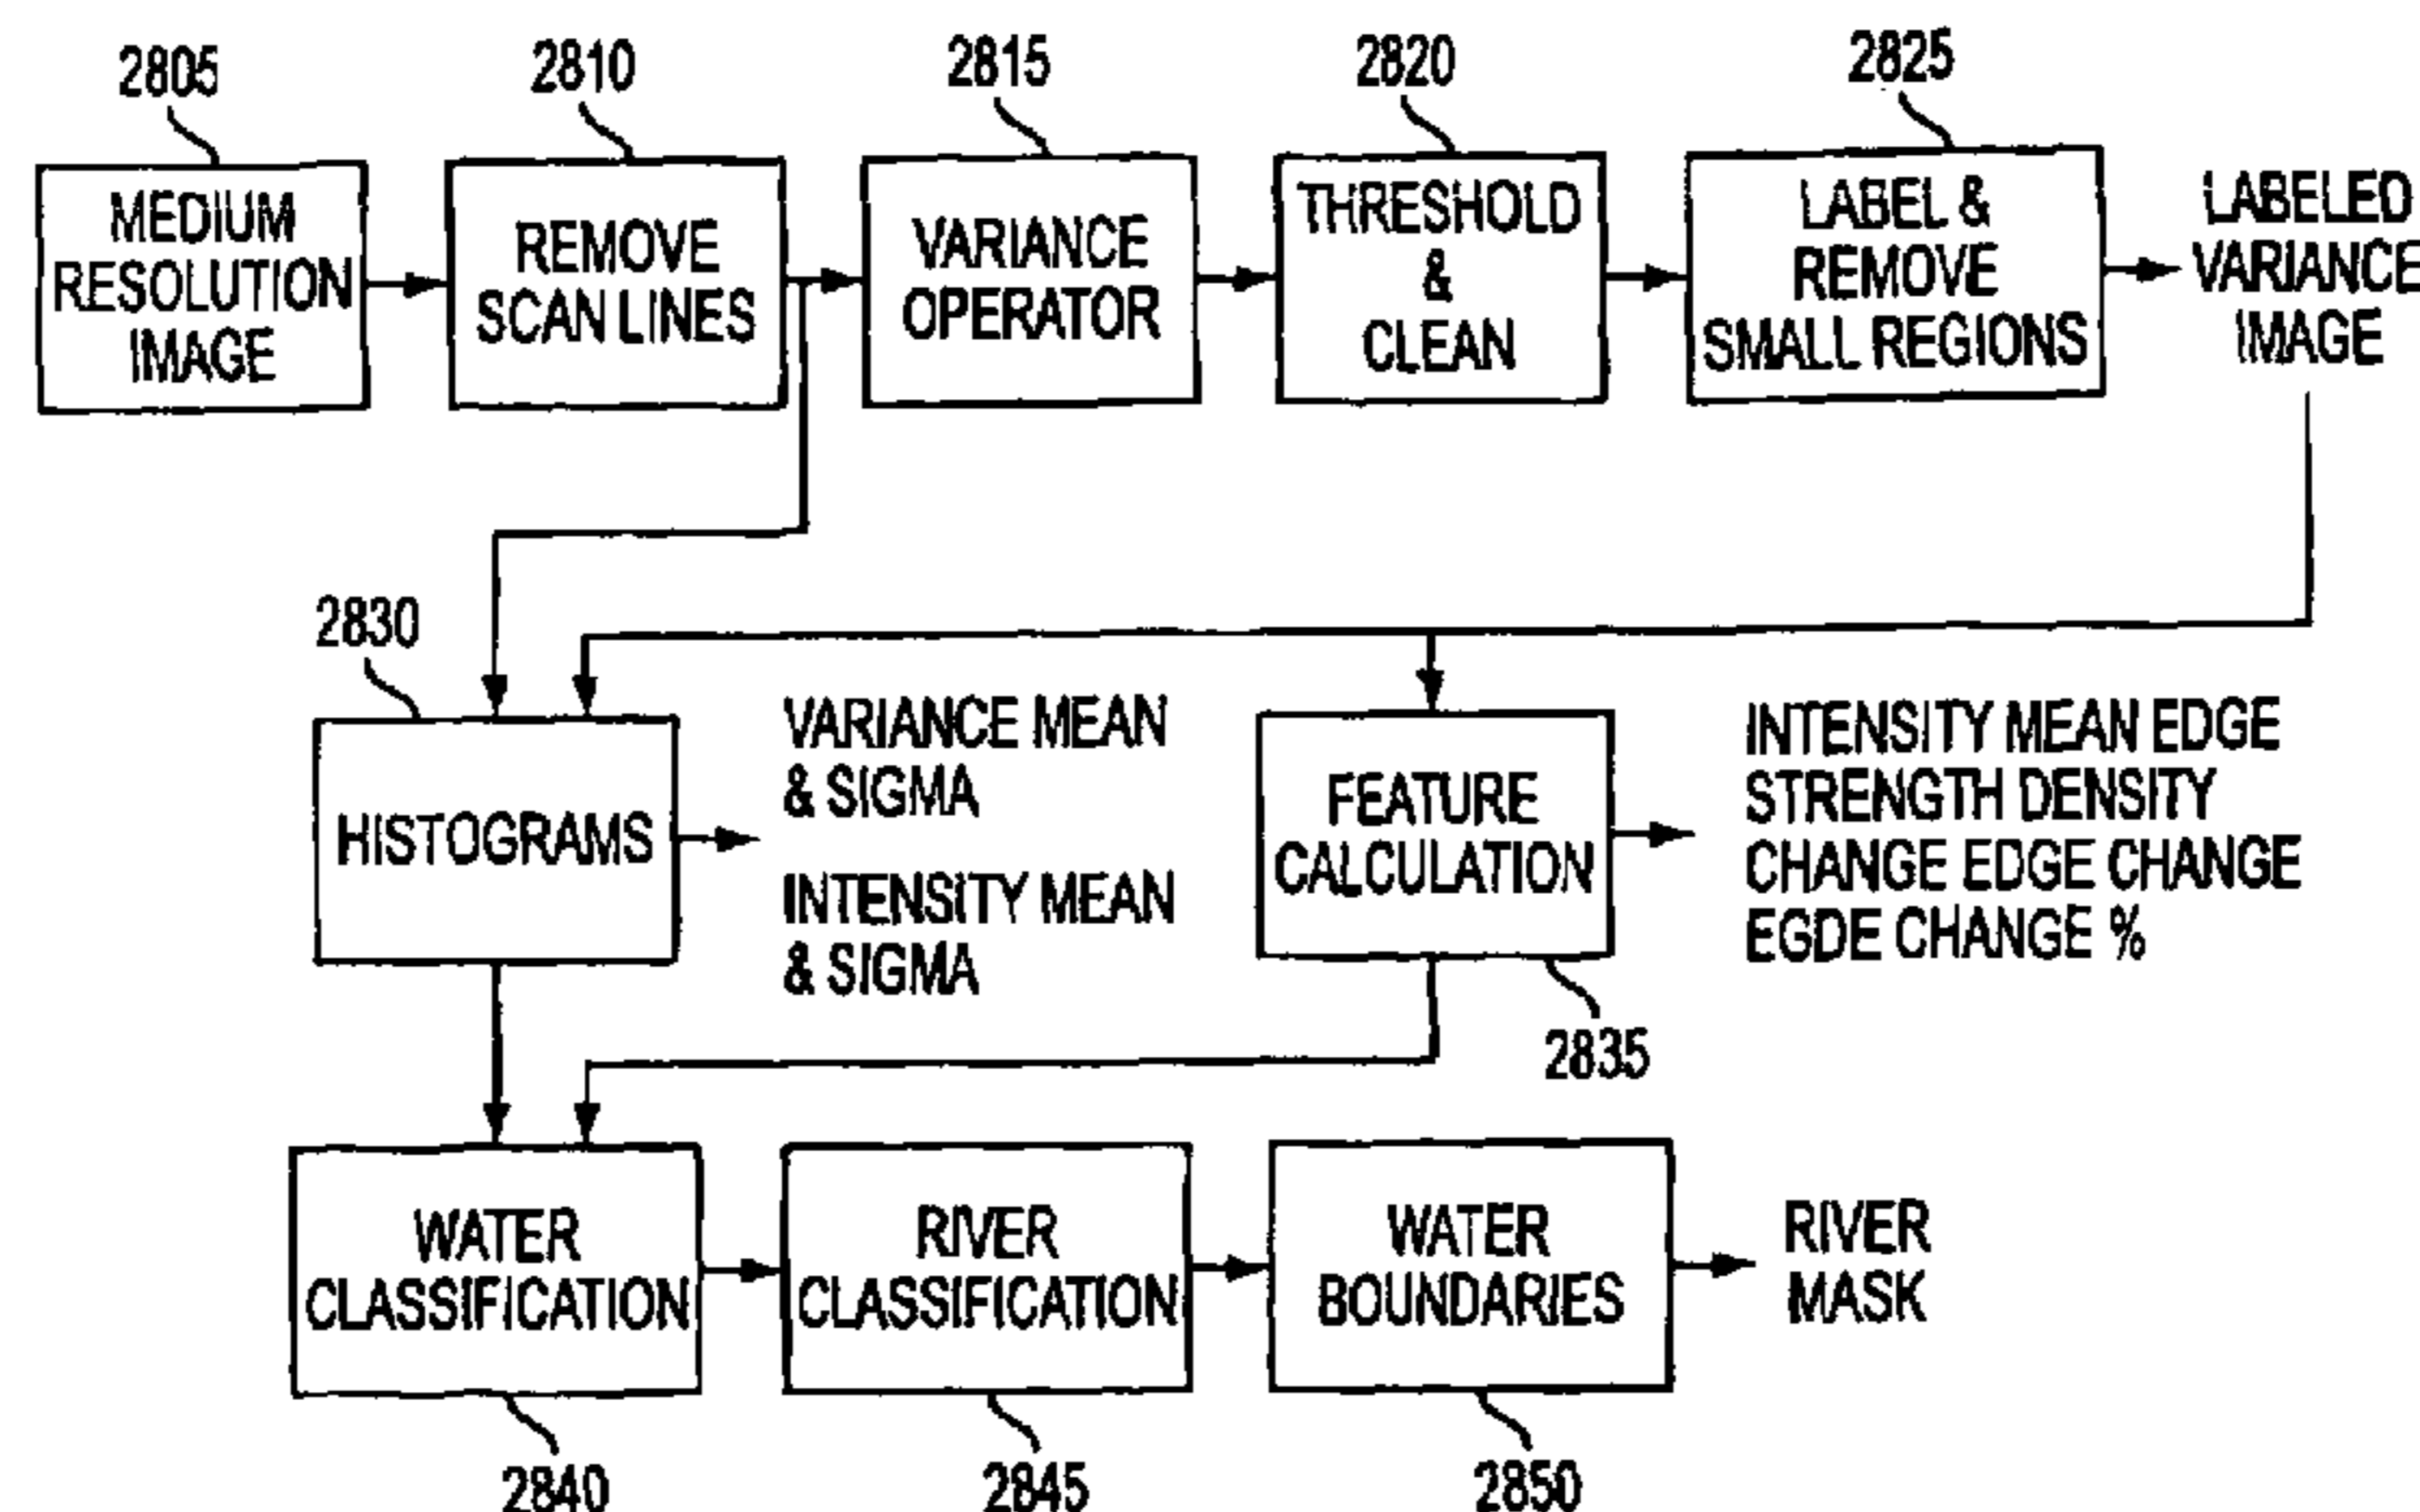 2805
2810
2815
2820
2825
MEDIUM
RESOLUTION
IMAGE
REMOVE
SCAN LINES
VARIANCE
OPERATOR
THRESHOLD
&
CLEAN
LABEL &
REMOVE
SMALL REGIONS
LABELED
VARIANCE
IMAGE
2830
HISTOGRAMS
VARIANCE MEAN
& SIGMA
INTENSITY MEAN
& SIGMA
FEATURE
CALCULATION
INTENSITY MEAN EDGE
STRENGTH DENSITY
CHANGE EDGE CHANGE
EGDE CHANGE %
2835
WATER
CLASSIFICATION
RIVER
CLASSIFICATION
WATER
BOUNDARIES
RIVER
MASK
2840
2845
2850